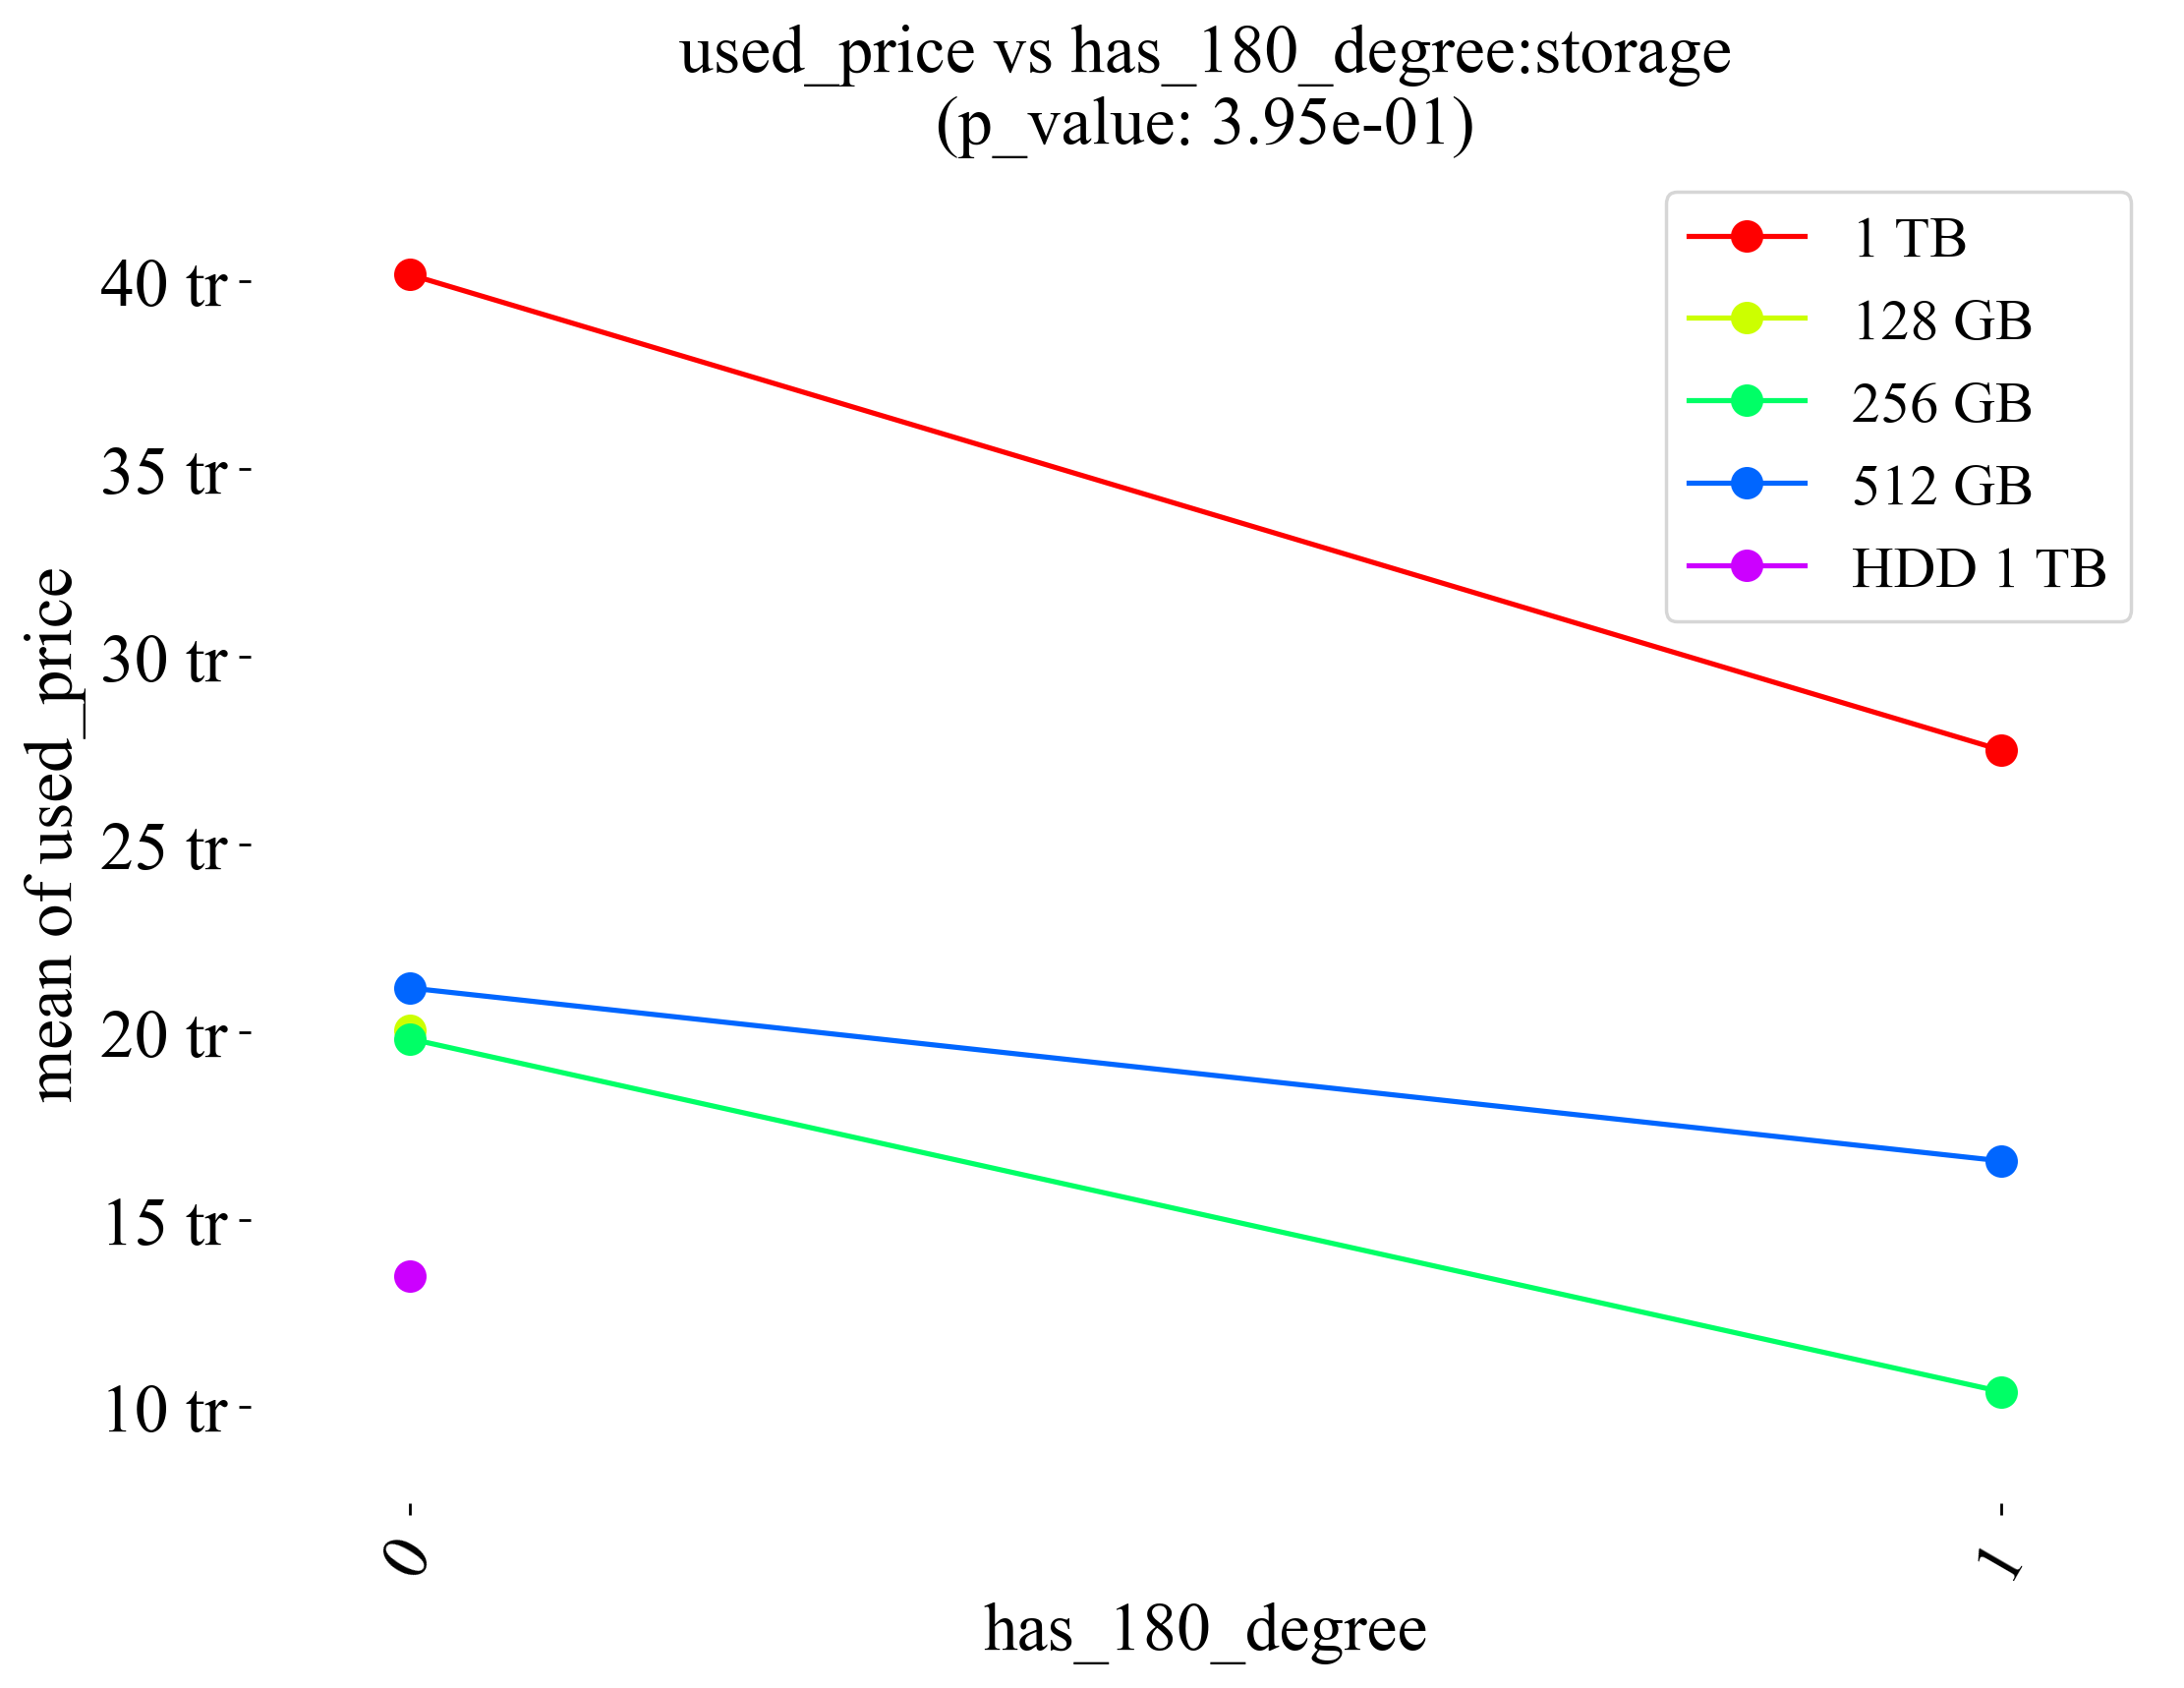 used_price vs has_180_degree:storage
(p_value: 3.95e-01)
1 TB
128 GB
256 GB
512 GB
HDD 1 TB
mean of used_price
40 tr
35 tr
30 tr
25 tr
20 tr
15 tr
10 tr
0
1
has_180_degree